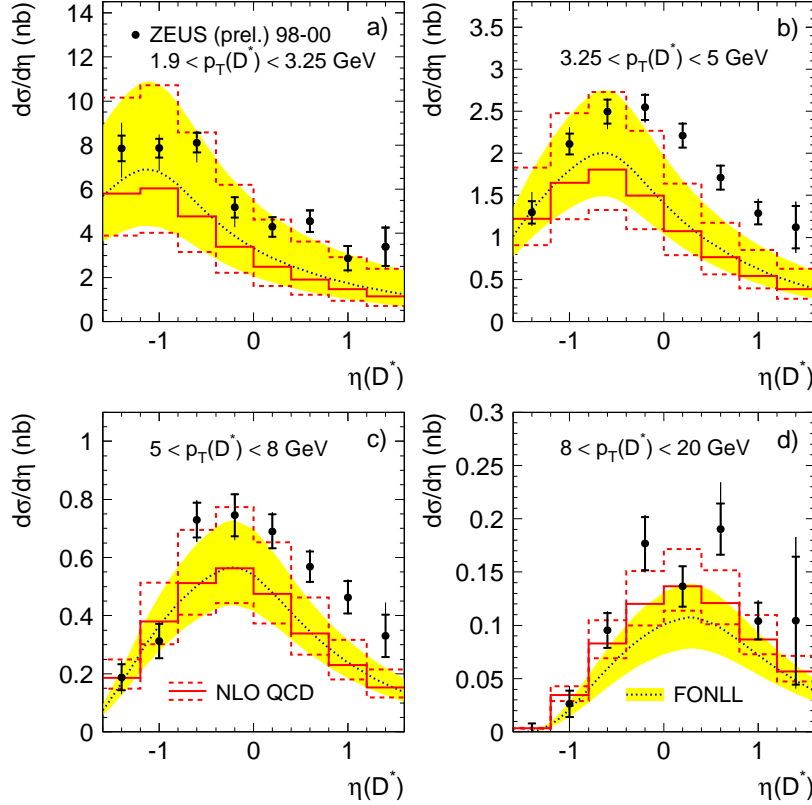 dσ/dη (nb)
14
12
10
8
6
4
2
0
a)
ZEUS (prel.) 98-00
1.9 < p_T(D^*) < 3.25 GeV
-1
0
1
η(D^*)
dσ/dη (nb)
3.5
3
2.5
2
1.5
1
0.5
0
b)
3.25 < p_T(D^*) < 5 GeV
-1
0
1
η(D^*)
dσ/dη (nb)
1
0.8
0.6
0.4
0.2
0
c)
5 < p_T(D^*) < 8 GeV
NLO QCD
-1
0
1
η(D^*)
dσ/dη (nb)
0.3
0.25
0.2
0.15
0.1
0.05
0
d)
8 < p_T(D^*) < 20 GeV
FONLL
-1
0
1
η(D^*)